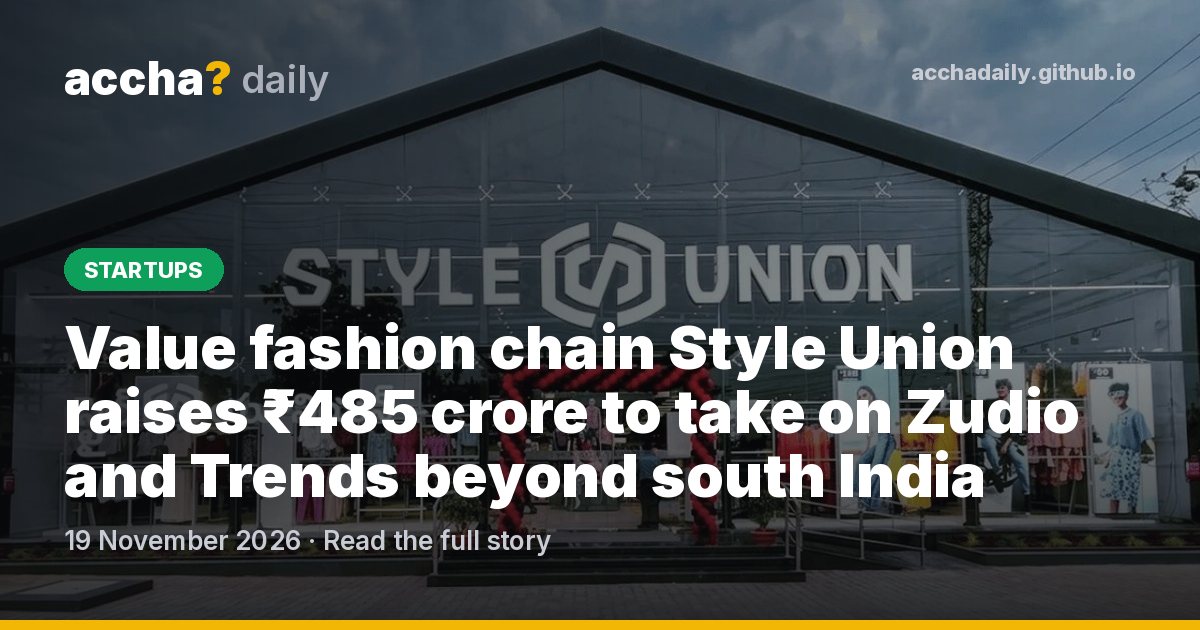 accha? daily
acchadaily.github.io
STYLE UNION
STARTUPS
Value fashion chain Style Union
raises ₹485 crore to take on Zudio
and Trends beyond south India
19 November 2026 · Read the full story